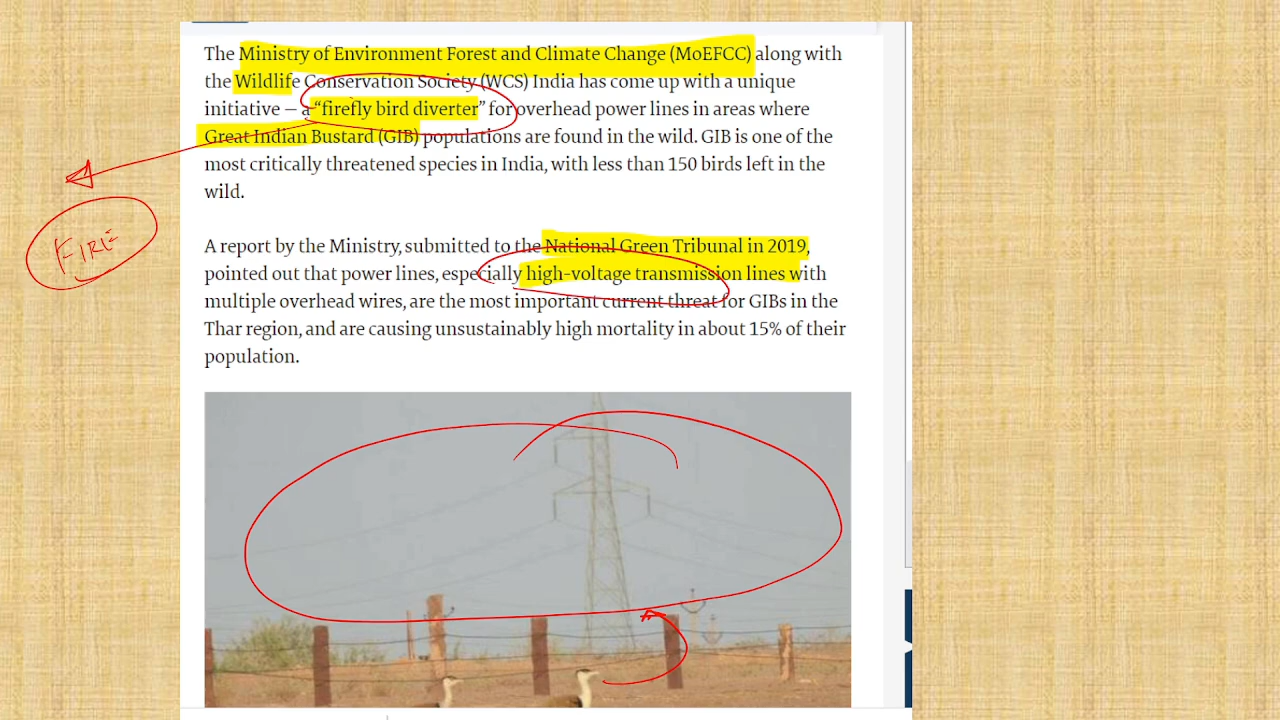 The Ministry of Environment Forest and Climate Change (MoEFCC) along with
the Wildlife Conservation Society (WCS) India has come up with a unique
initiative — a “firefly bird diverter” for overhead power lines in areas where
Great Indian Bustard (GIB) populations are found in the wild. GIB is one of the
most critically threatened species in India, with less than 150 birds left in the
wild.
FIRE
A report by the Ministry, submitted to the National Green Tribunal in 2019,
pointed out that power lines, especially high-voltage transmission lines with
multiple overhead wires, are the most important current threat for GIBs in the
Thar region, and are causing unsustainably high mortality in about 15% of their
population.